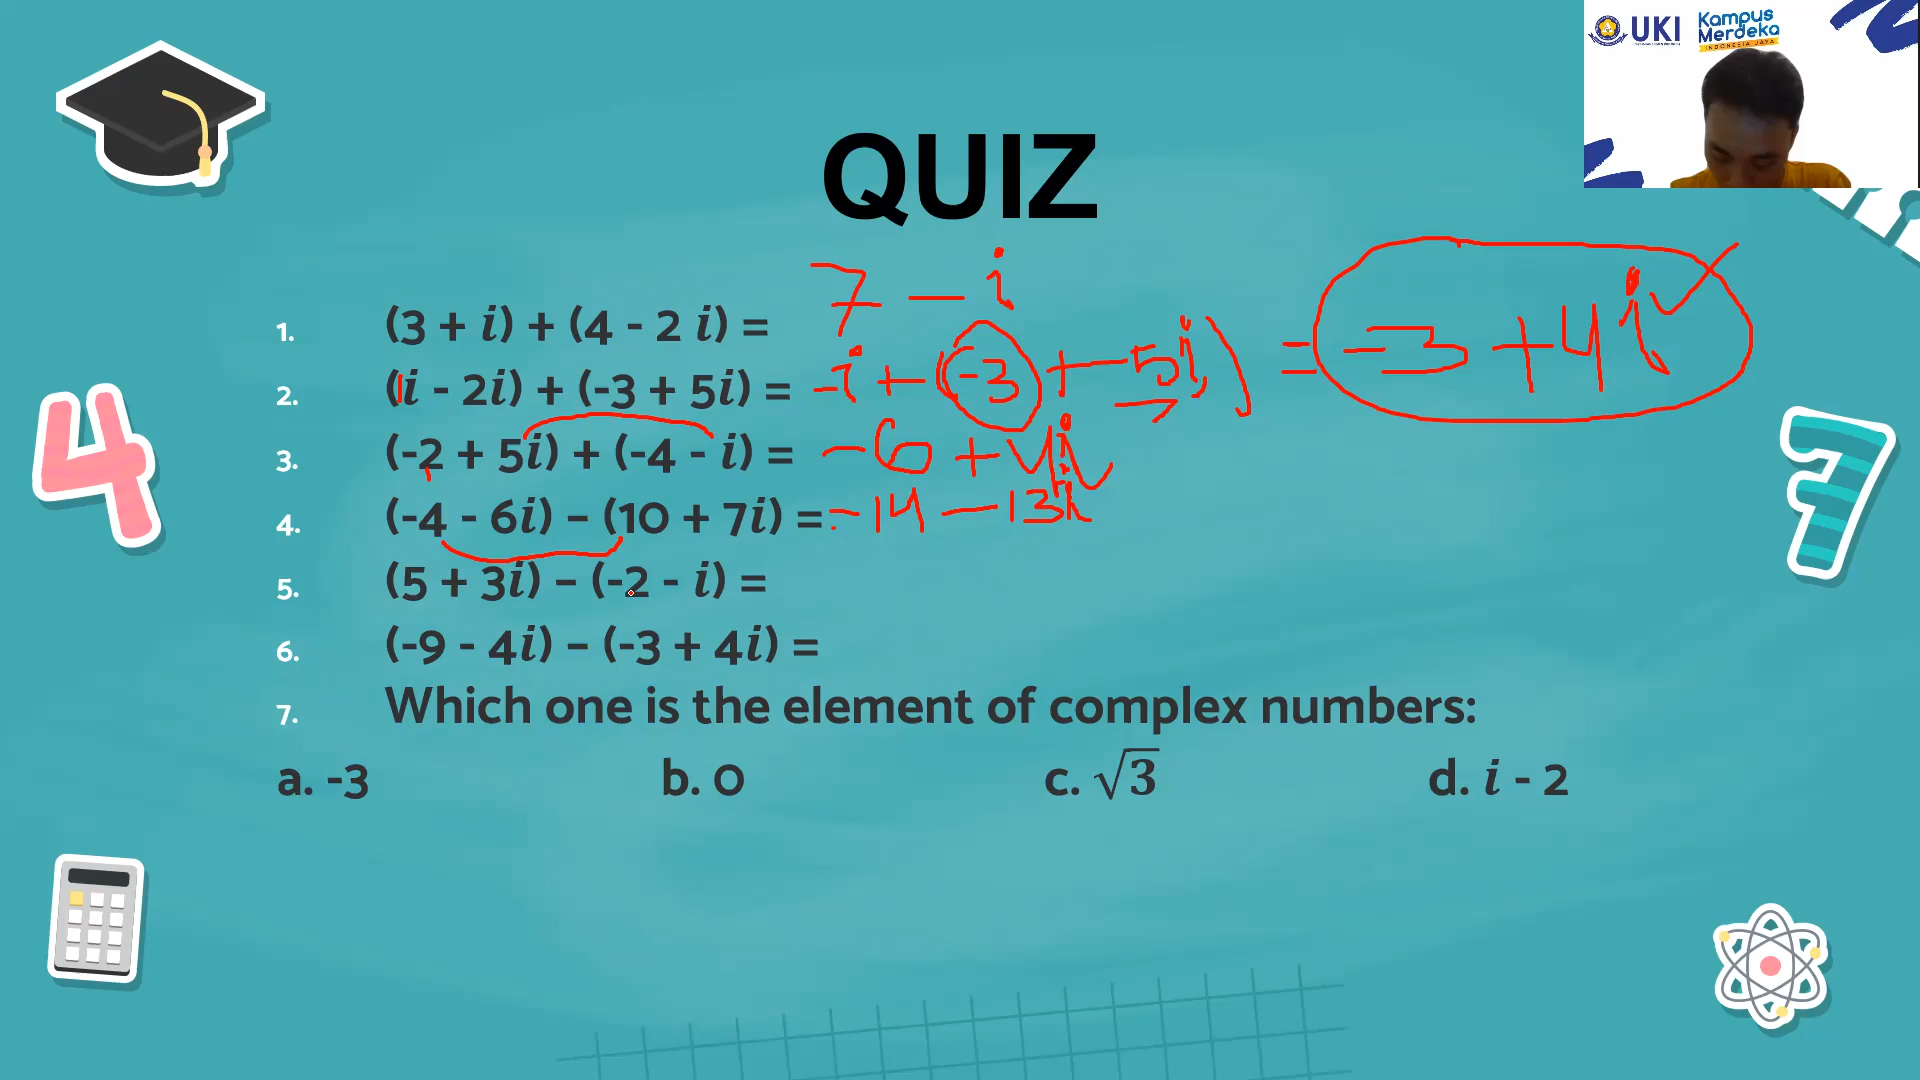 UKI
Kampus
Merdeka
INDONESIA JAYA
QUIZ
7 - i
1. (3 + i) + (4 - 2 i) =
2. (i - 2i) + (-3 + 5i) = -i + (-3 + 5i) = -3 + 4i
3. (-2 + 5i) + (-4 - i) = -6 + 4i
4. (-4 - 6i) – (10 + 7i) = -14 - 13i
5. (5 + 3i) – (-2 - i) =
6. (-9 - 4i) – (-3 + 4i) =
7. Which one is the element of complex numbers:
a. -3 b. 0 c. √3 d. i - 2
4
7